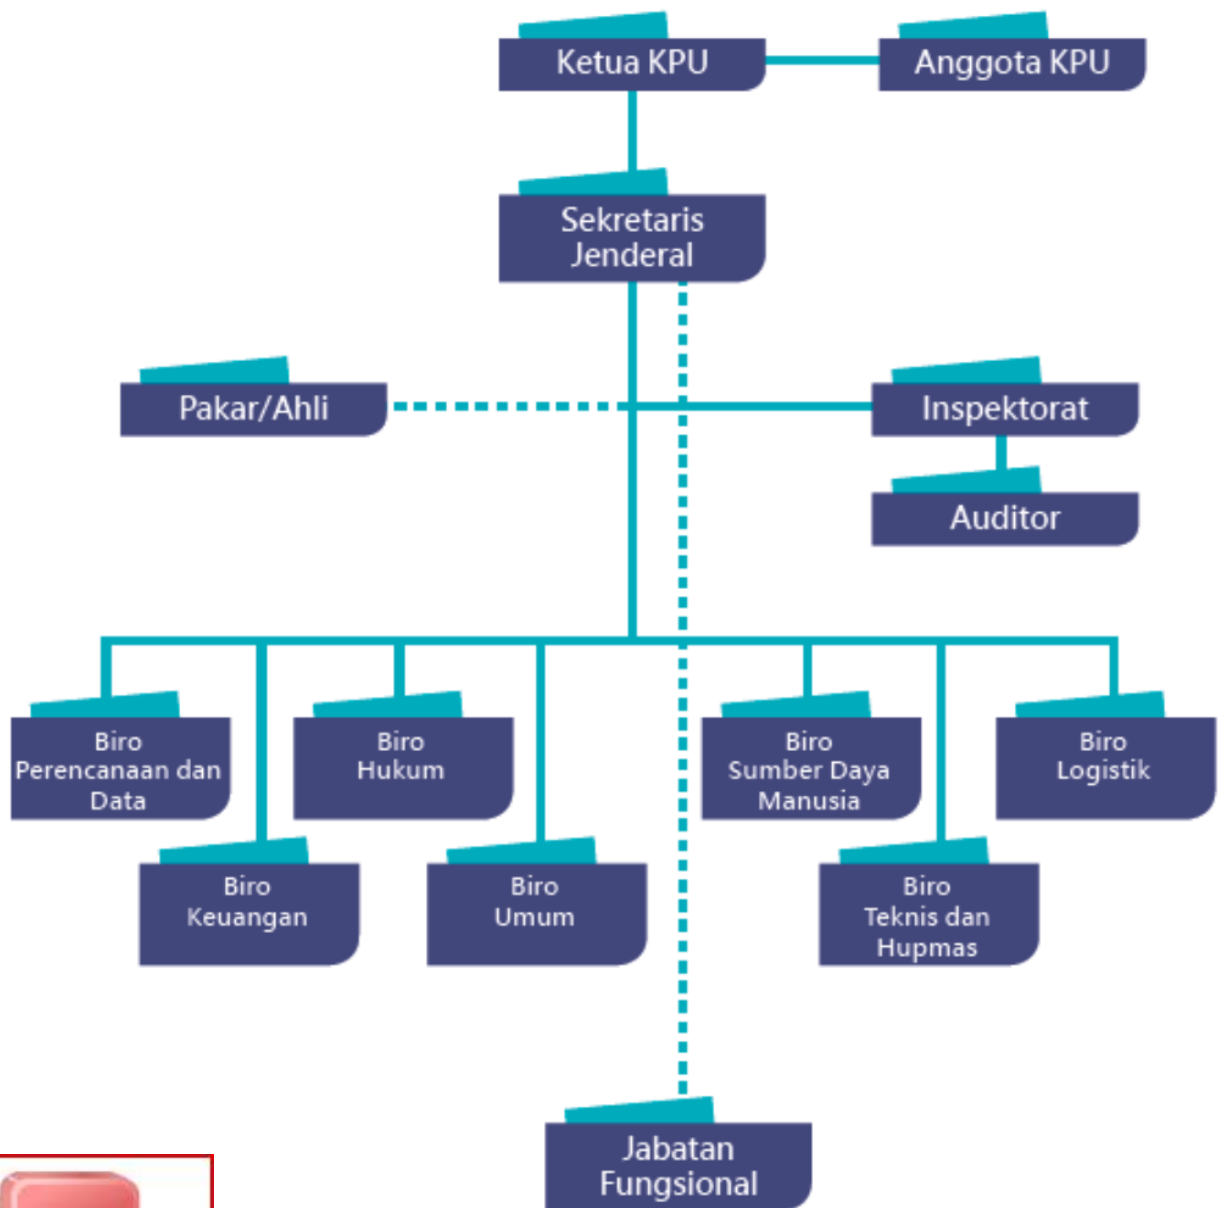 Ketua KPU
Anggota KPU
Sekretaris
Jenderal
Pakar/Ahli
Inspektorat
Auditor
Biro
Perencanaan dan
Data
Biro
Hukum
Biro
Sumber Daya
Manusia
Biro
Logistik
Biro
Keuangan
Biro
Umum
Biro
Teknis dan
Hupmas
Jabatan
Fungsional